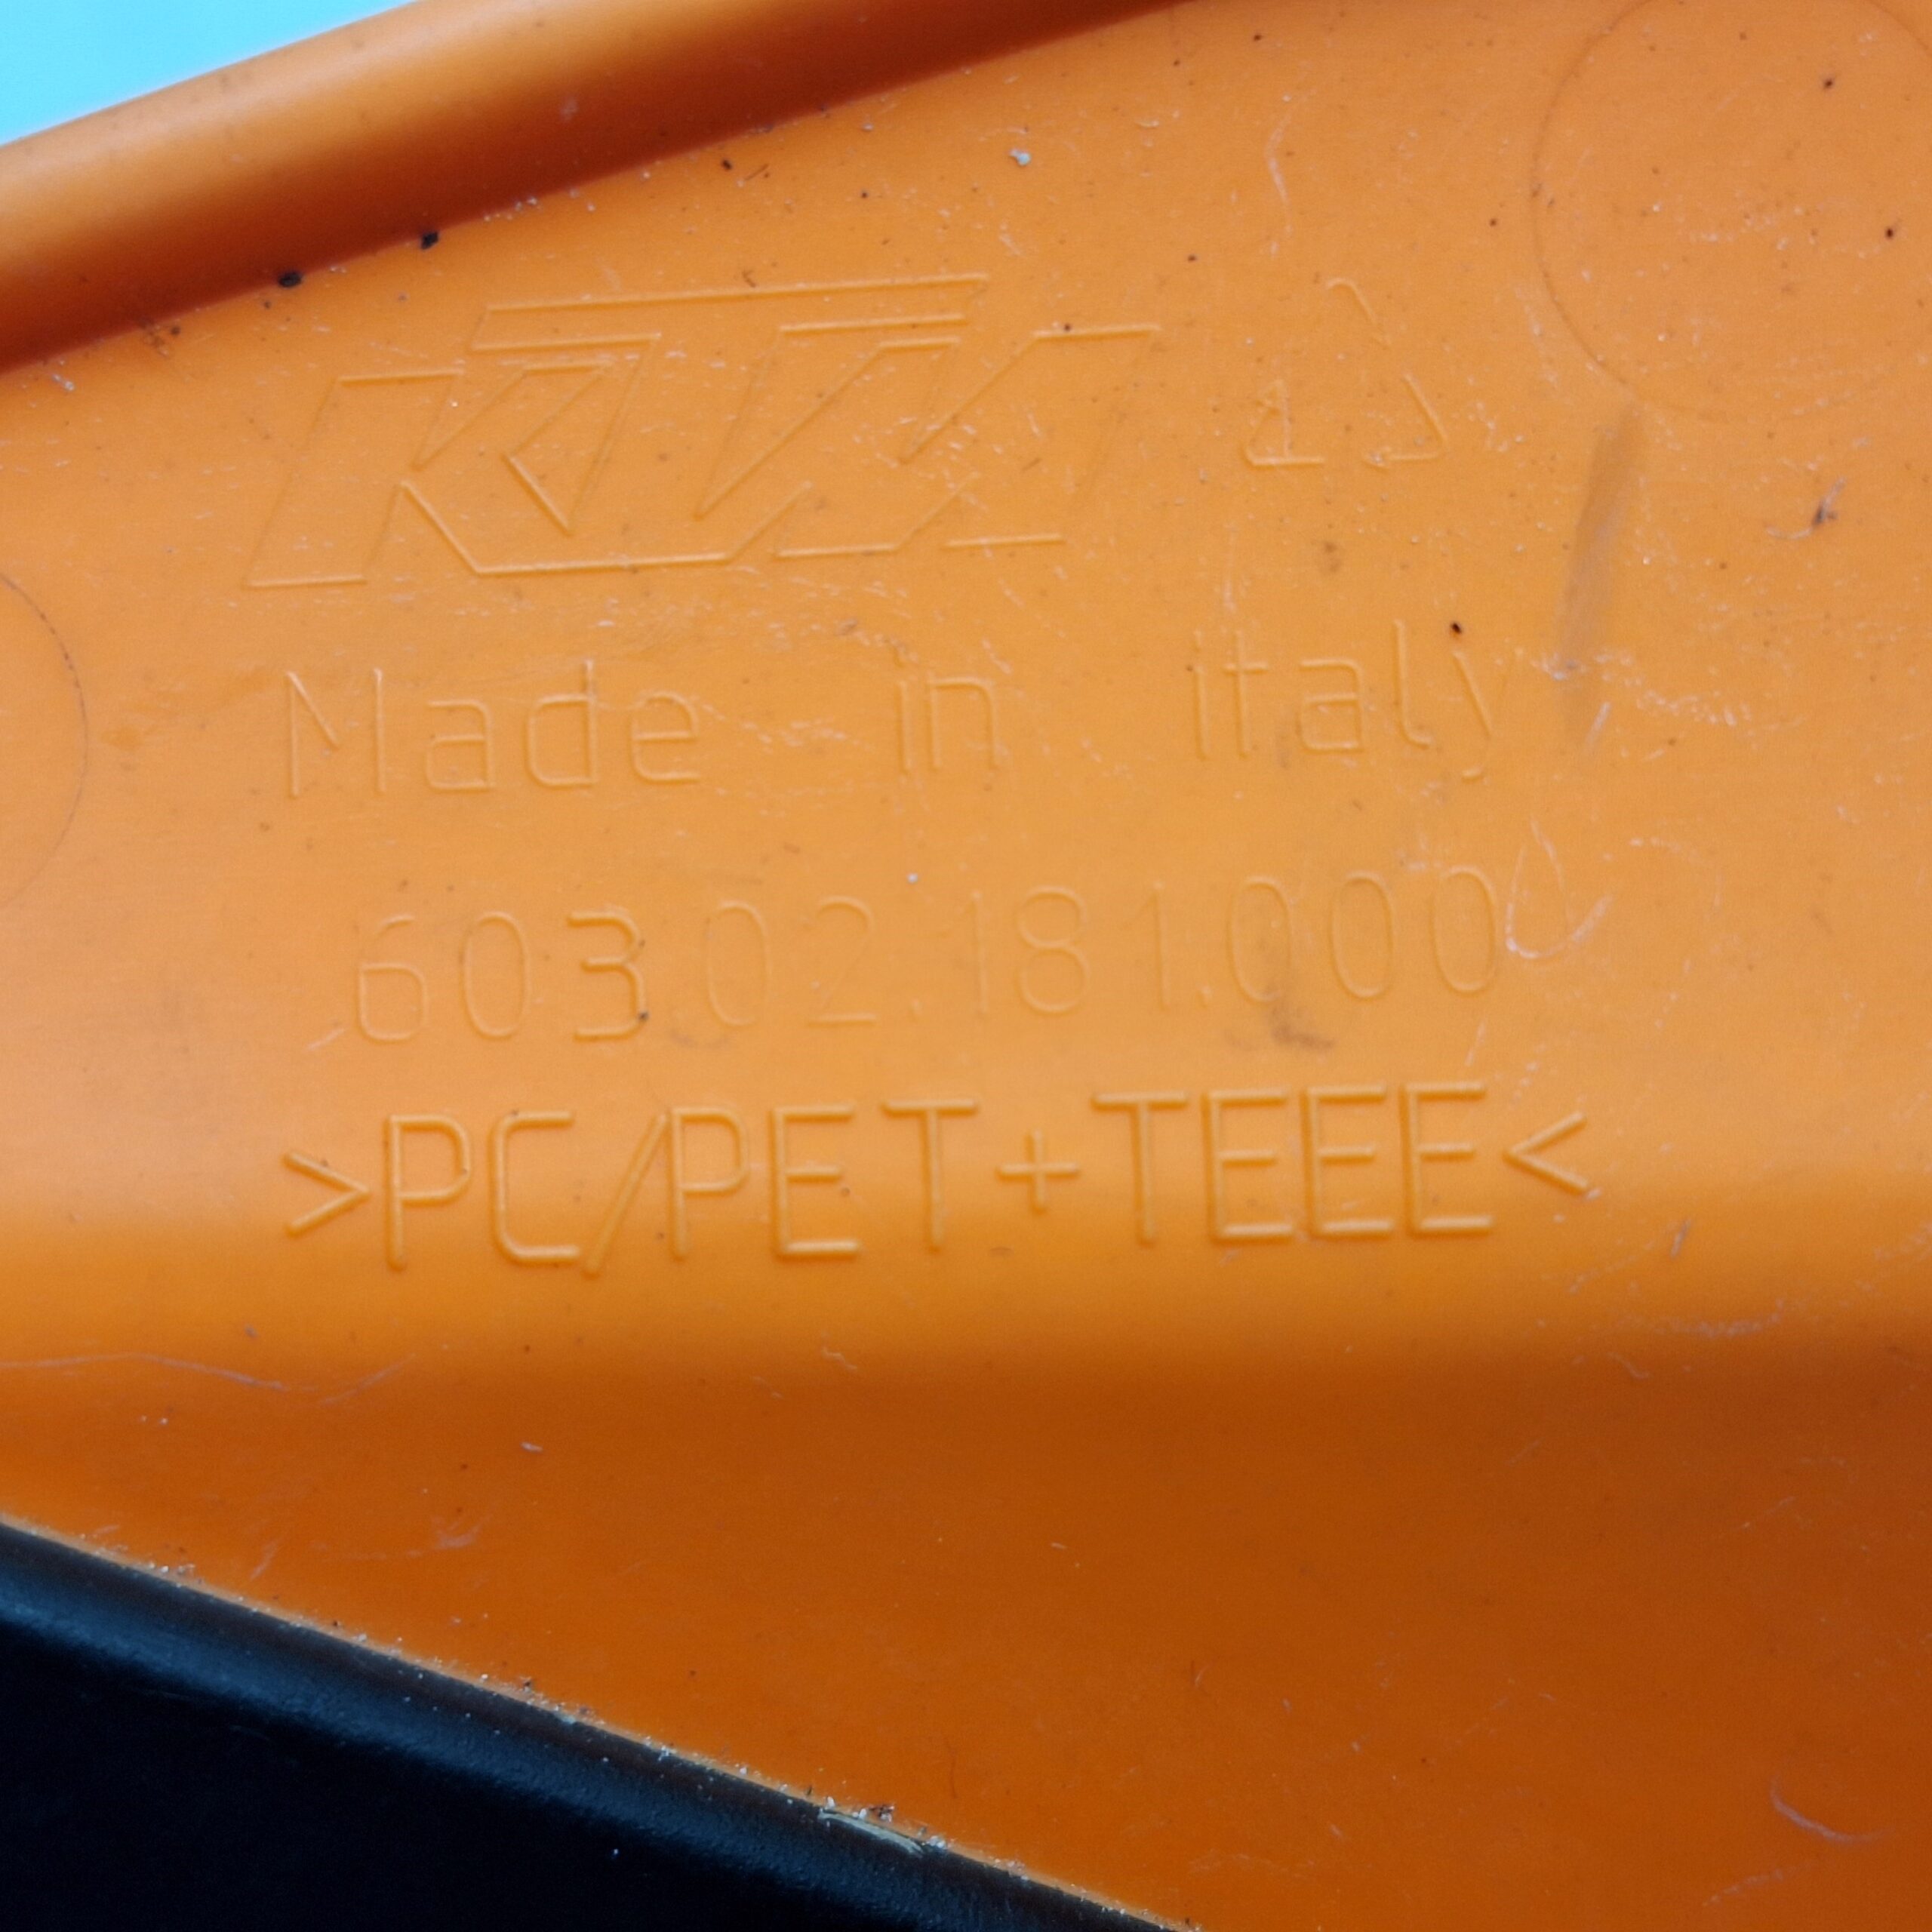 KTM
Made in italy
603.02.181.000
>PC/PET+TEEE<